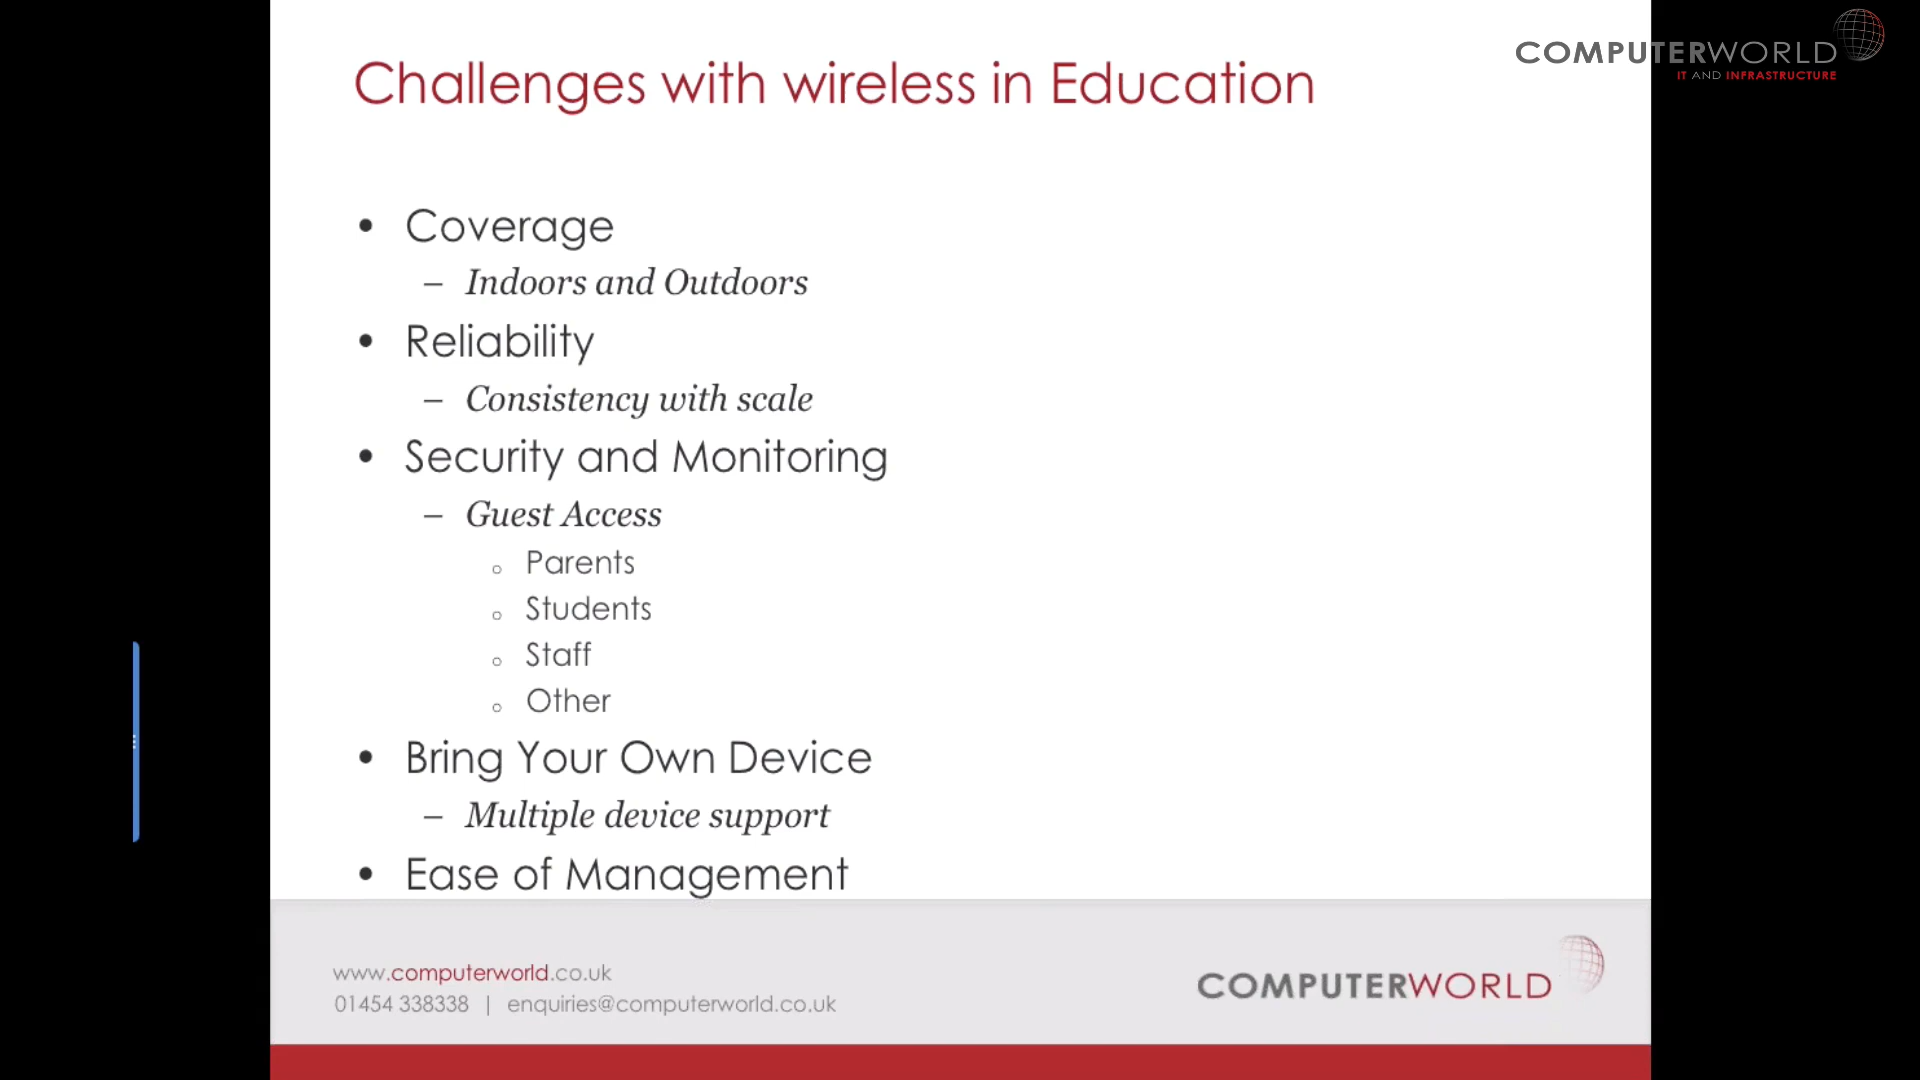 Challenges with wireless in Education
COMPUTERWORLD
IT AND INFRASTRUCTURE
• Coverage
– Indoors and Outdoors
• Reliability
– Consistency with scale
• Security and Monitoring
– Guest Access
○ Parents
○ Students
○ Staff
○ Other
• Bring Your Own Device
– Multiple device support
• Ease of Management
www.computerworld.co.uk
01454 338338 | enquiries@computerworld.co.uk
COMPUTERWORLD